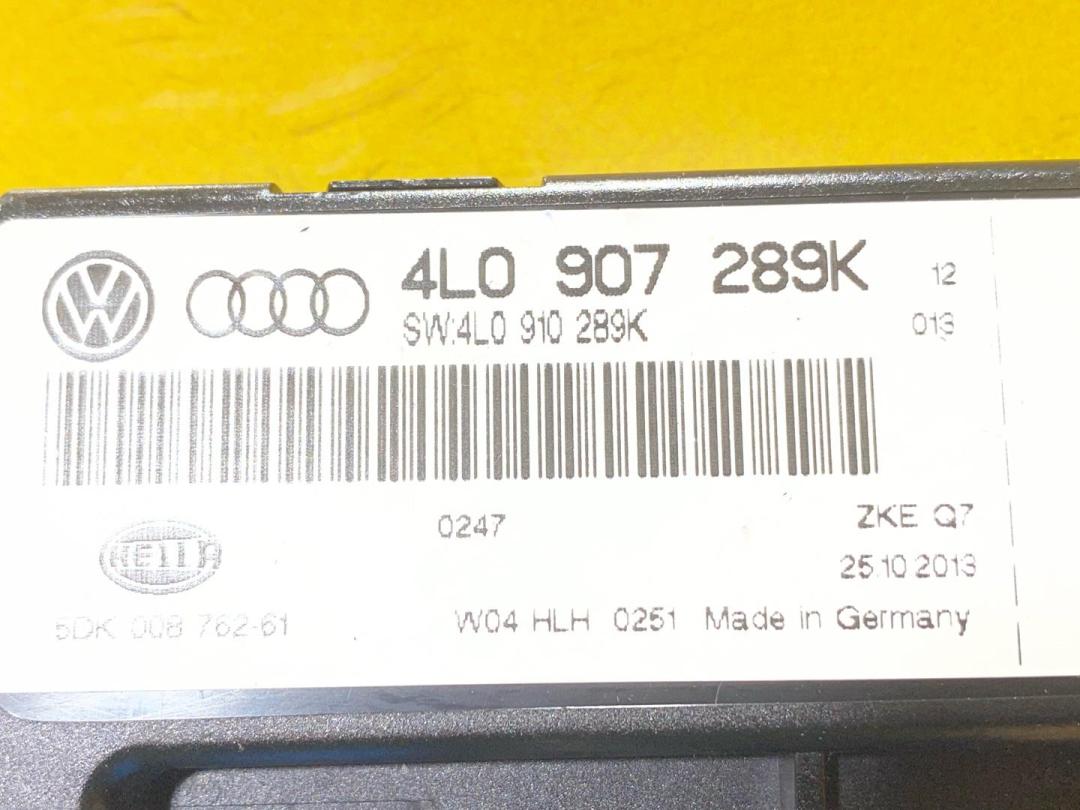 4L0 907 289K 12
SW:4L0 910 289K 013
0247 ZKE Q7
HELLA 25.10.2013
5DK 008 762-61 W04 HLH 0251 Made in Germany